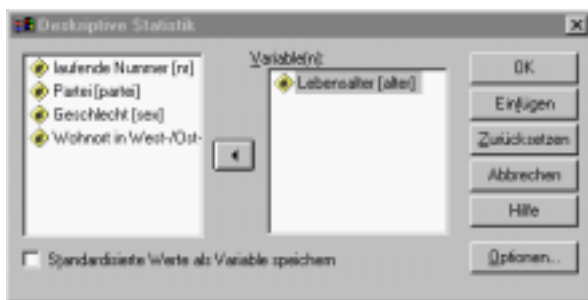 Deskriptive Statistik
laufende Nummer [nr]
Partei [partei]
Geschlecht [sex]
Wohnort in West-/Ost-
Variable(n):
Lebensalter [alter]
OK
Einfügen
Zurücksetzen
Abbrechen
Hilfe
Optionen...
Standardisierte Werte als Variable speichern